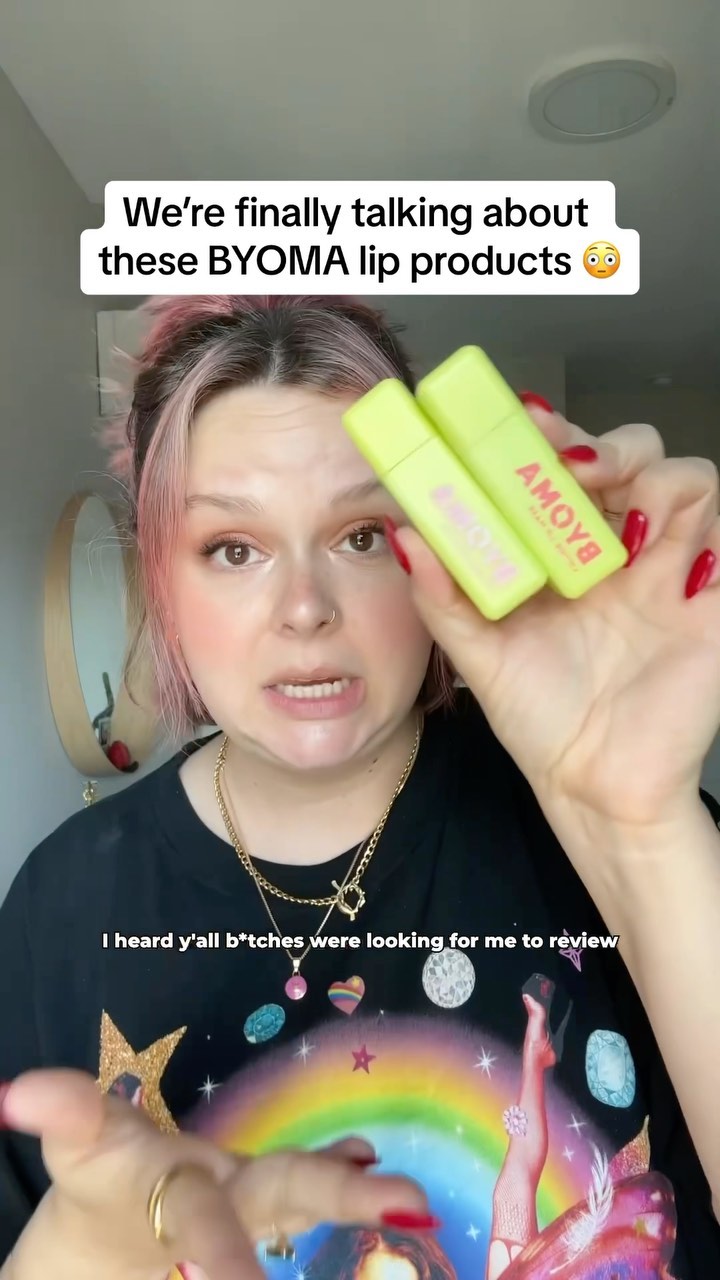 We're finally talking about
these BYOMA lip products 😳
BYOMA
BYOMA
I heard y'all b*tches were looking for me to review